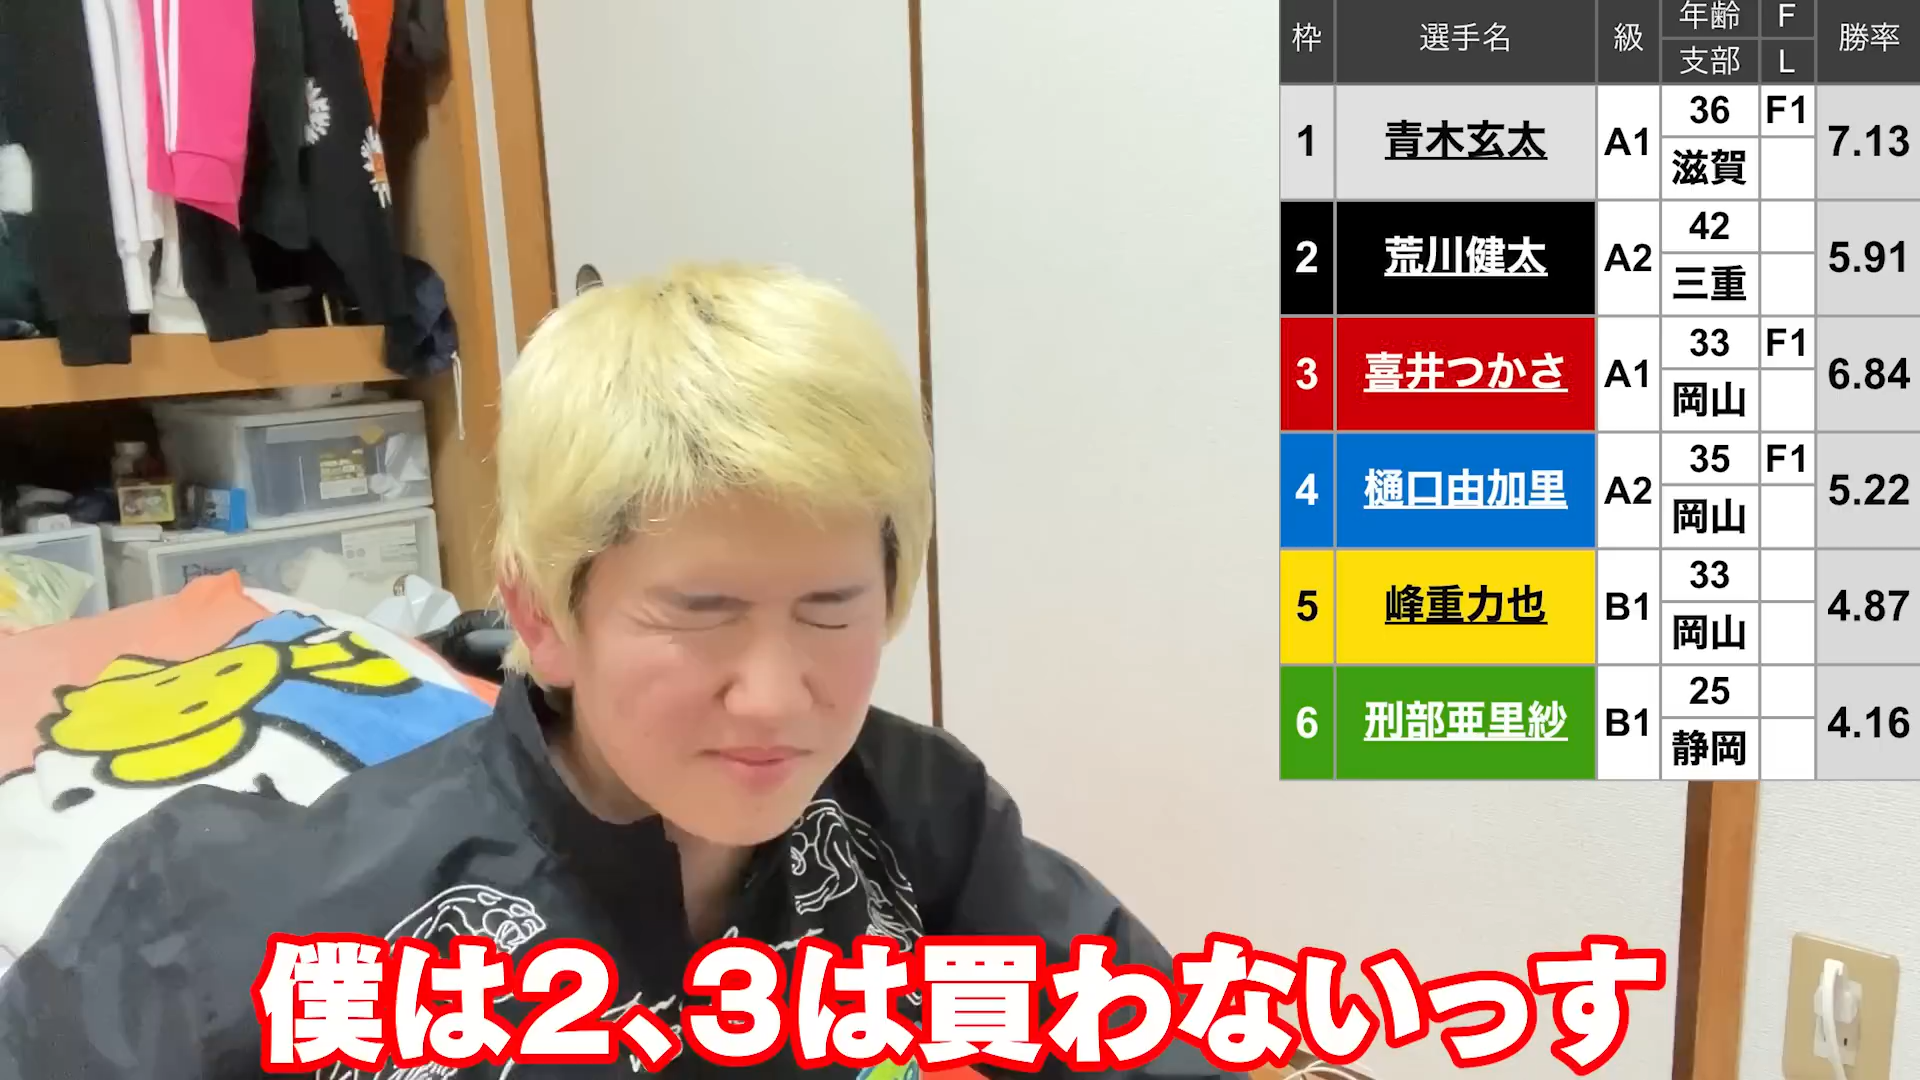 枠 選手名 級 年齢 F 勝率
支部 L
1 青木玄太 A1 36 F1 7.13
滋賀
2 荒川健太 A2 42 5.91
三重
3 喜井つかさ A1 33 F1 6.84
岡山
4 樋口由加里 A2 35 F1 5.22
岡山
5 峰重力也 B1 33 4.87
岡山
6 刑部亜里紗 B1 25 4.16
静岡
僕は2、3は買わないっす